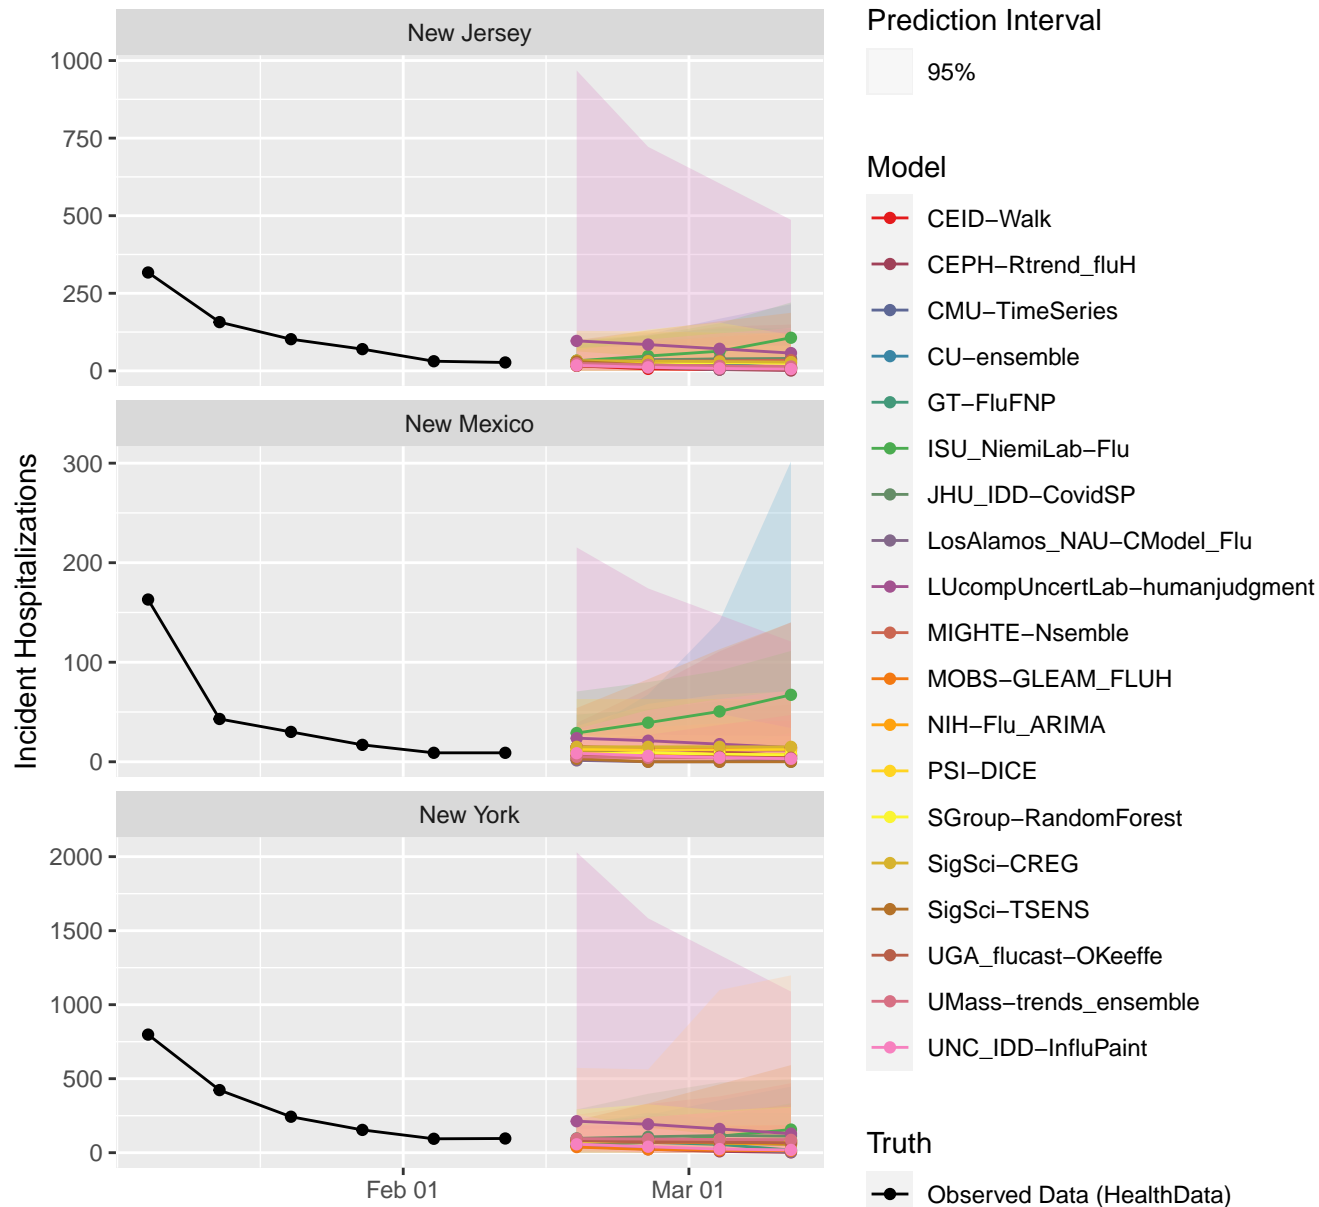 New Jersey
1000
750
500
250
0
New Mexico
300
200
100
0
New York
2000
1500
1000
500
0
Feb 01
Mar 01
Incident Hospitalizations
Prediction Interval
95%
Model
CEID−Walk
CEPH−Rtrend_fluH
CMU−TimeSeries
CU−ensemble
GT−FluFNP
ISU_NiemiLab−Flu
JHU_IDD−CovidSP
LosAlamos_NAU−CModel_Flu
LUcompUncertLab−humanjudgment
MIGHTE−Nsemble
MOBS−GLEAM_FLUH
NIH−Flu_ARIMA
PSI−DICE
SGroup−RandomForest
SigSci−CREG
SigSci−TSENS
UGA_flucast−OKeeffe
UMass−trends_ensemble
UNC_IDD−InfluPaint
Truth
Observed Data (HealthData)